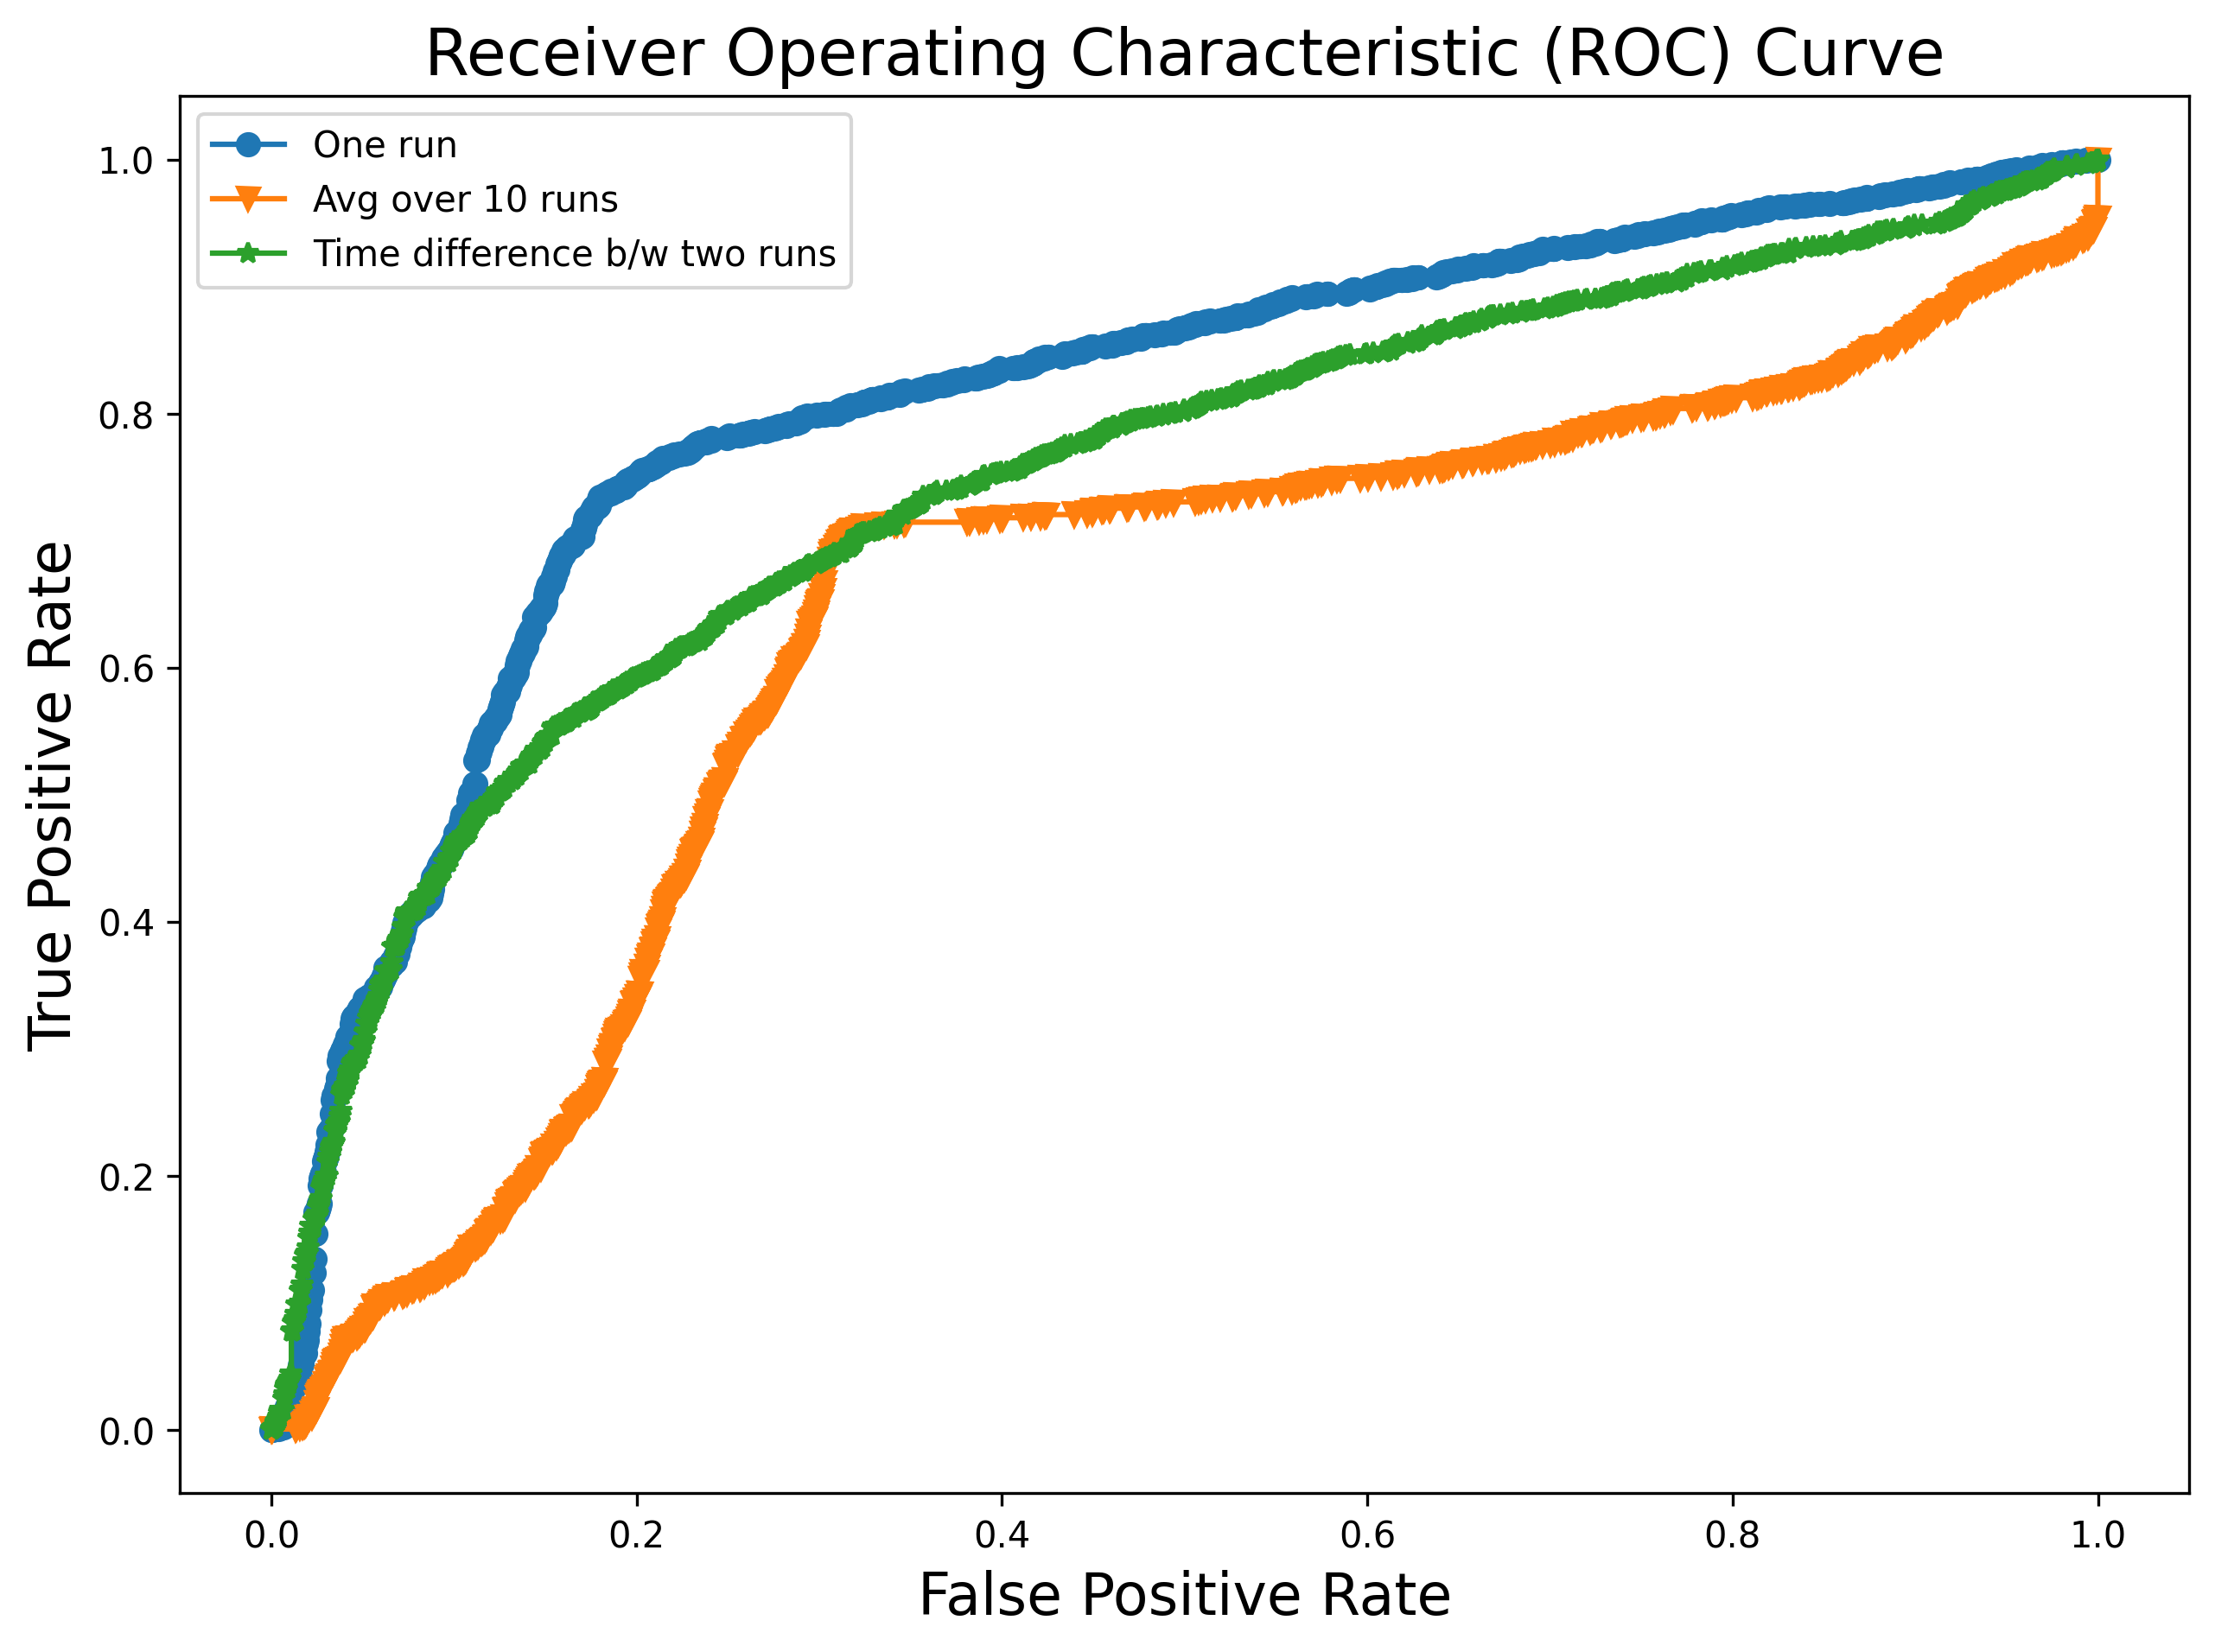 Receiver Operating Characteristic (ROC) Curve
One run
Avg over 10 runs
Time difference b/w two runs
True Positive Rate
1.0
0.8
0.6
0.4
0.2
0.0
0.0 0.2 0.4 0.6 0.8 1.0
False Positive Rate